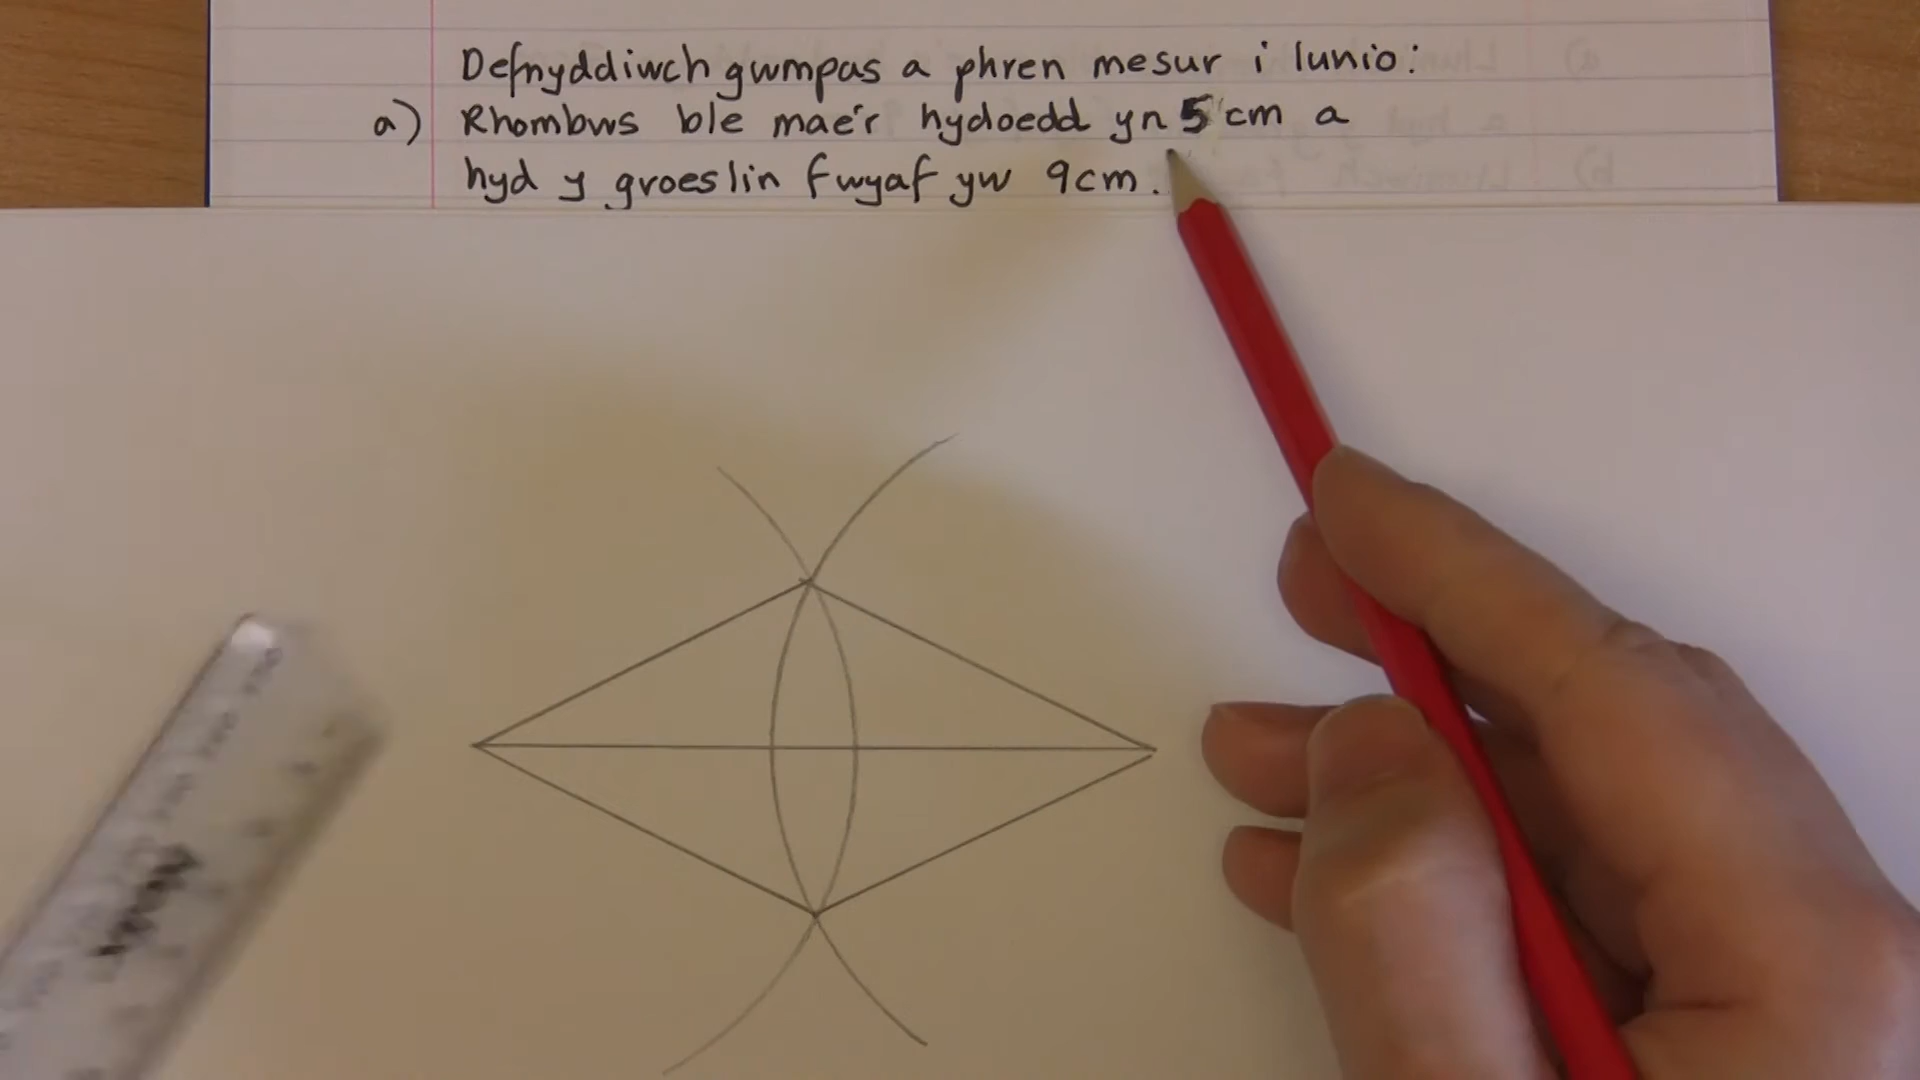 Defnyddiwch gwmpas a phren mesur i lunio:
a) Rhombws ble mae'r hydoedd yn 5 cm a
hyd y groeslin fwyaf yw 9cm.